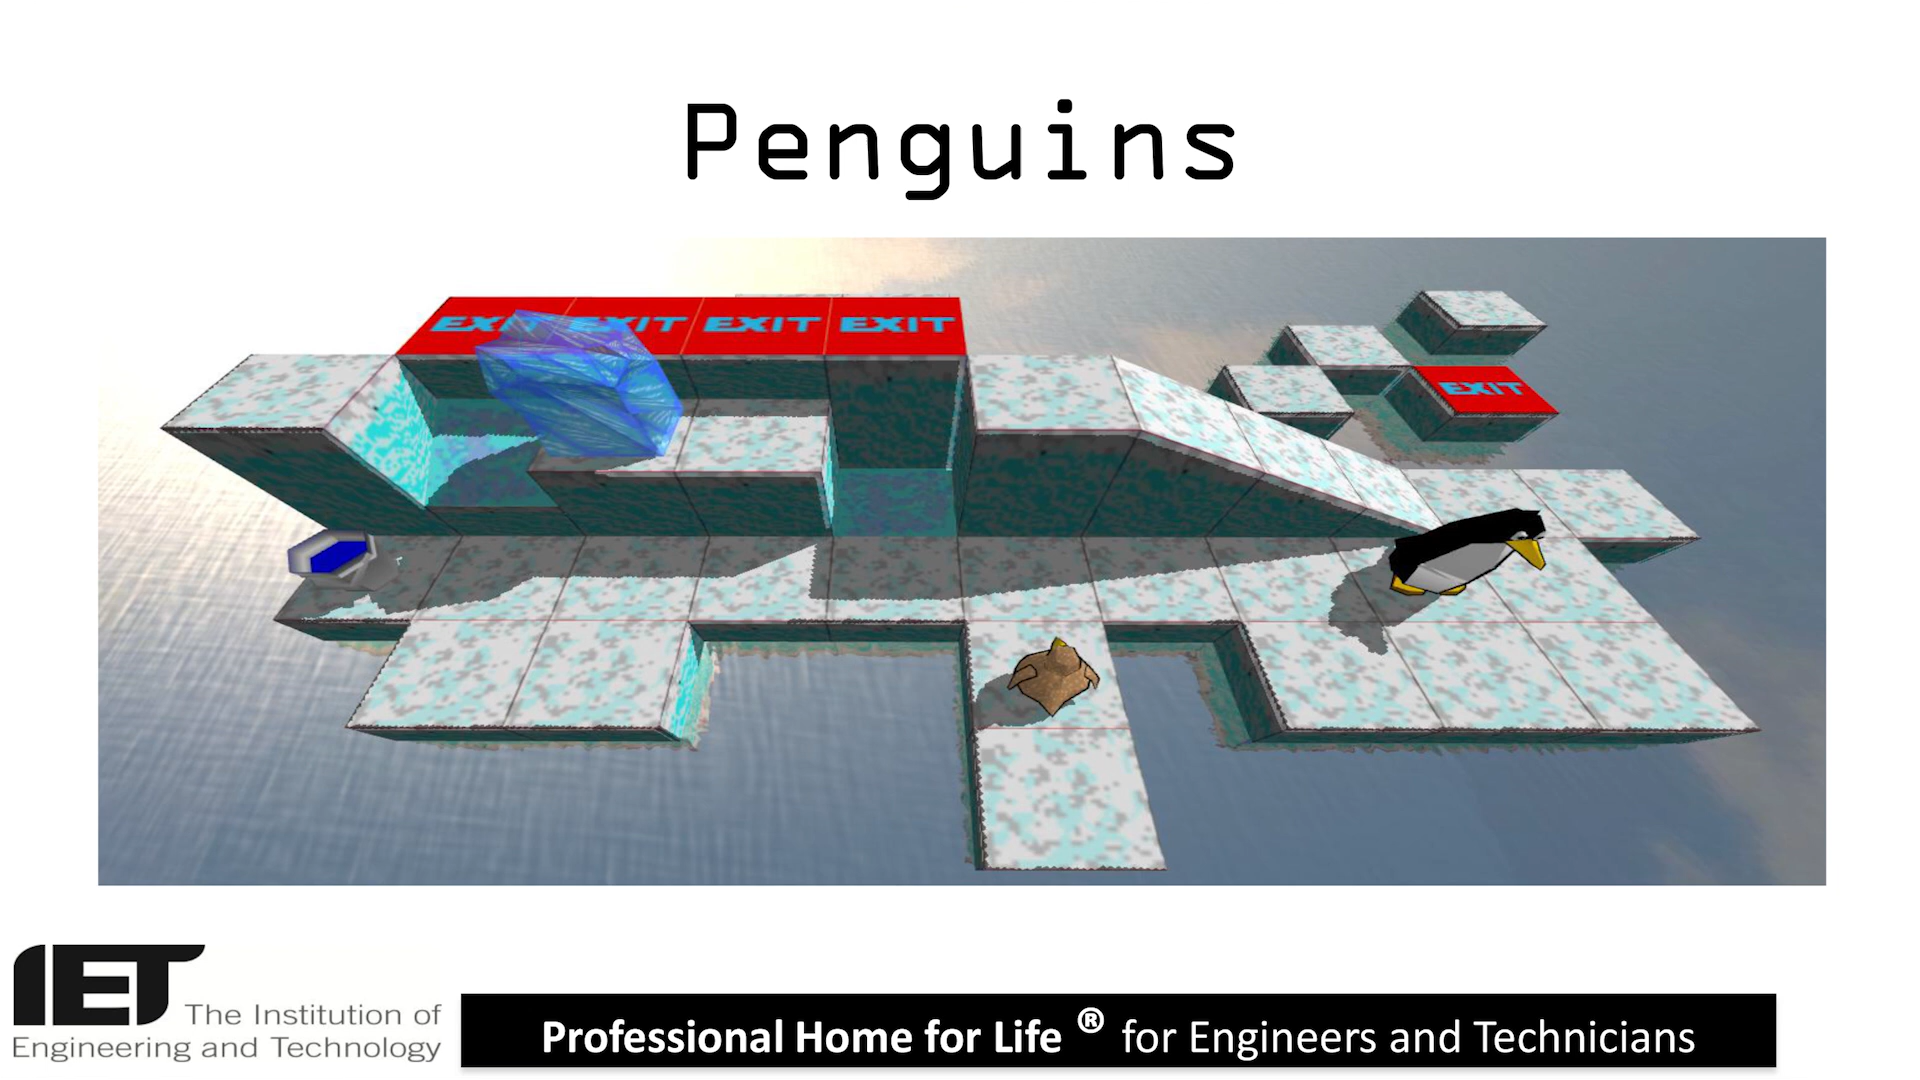 Penguins
EXIT EXIT EXIT EXIT
EXIT
IET
The Institution of
Engineering and Technology
Professional Home for Life ® for Engineers and Technicians